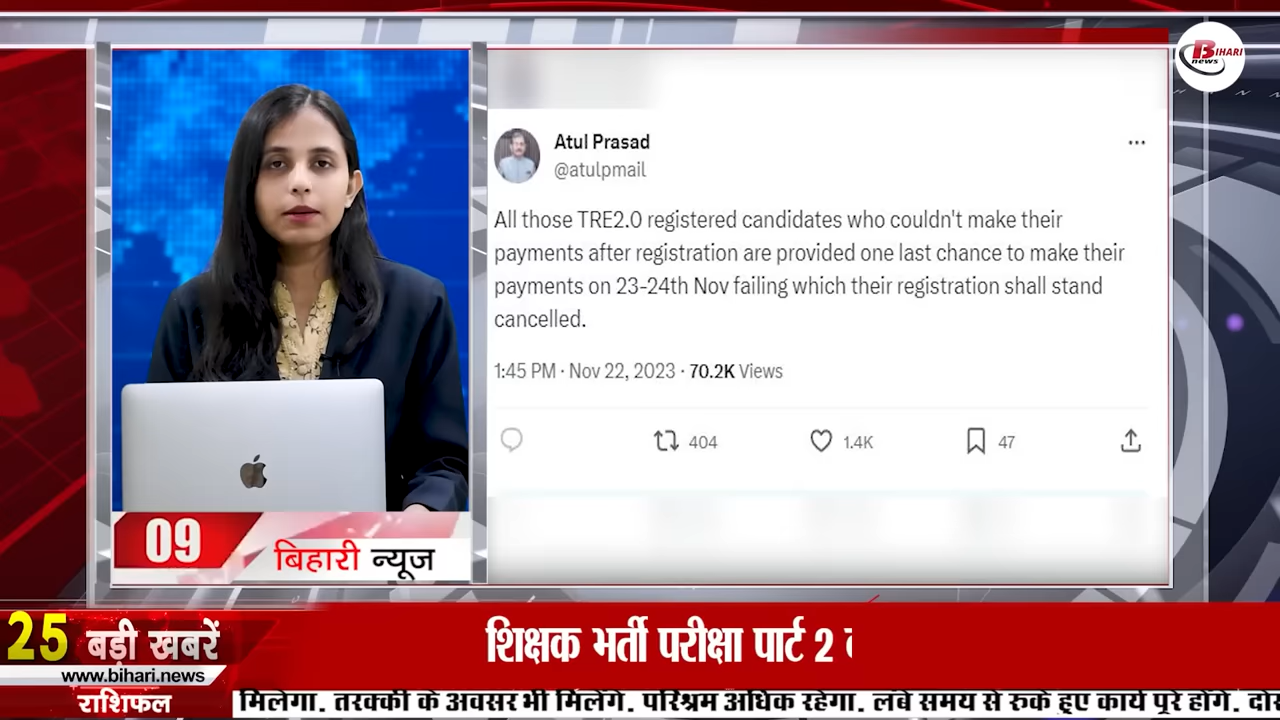 BIHARI
news
Atul Prasad
@atulpmail
All those TRE2.0 registered candidates who couldn't make their
payments after registration are provided one last chance to make their
payments on 23-24th Nov failing which their registration shall stand
cancelled.
1:45 PM · Nov 22, 2023 · 70.2K Views
404 1.4K 47
09
बिहारी न्यूज
25 बड़ी खबरें
www.bihari.news
शिक्षक भर्ती परीक्षा पार्ट 2
राशिफल
मिलेगा. तरक्की के अवसर भी मिलेंगे. परिश्रम अधिक रहेगा. लंबे समय से रुके हुए कार्य पूरे होंगे.